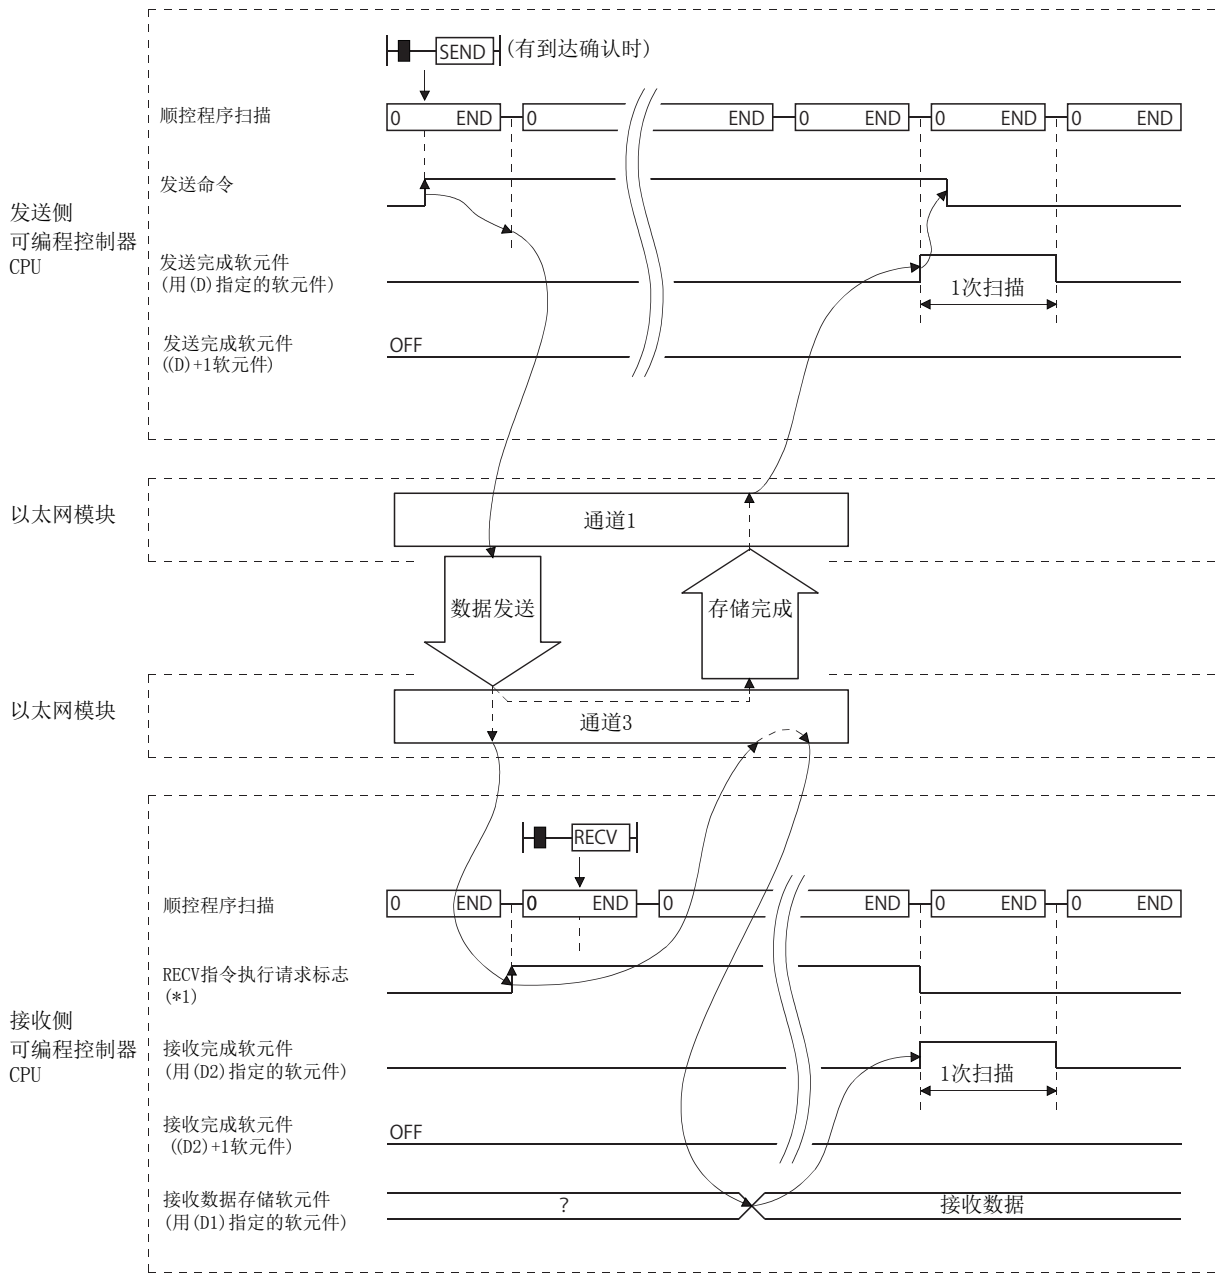 SEND (有到达确认时)
顺控程序扫描 0 END 0 END 0 END 0 END 0 END
发送命令
发送侧
可编程控制器
CPU
发送完成软元件
(用(D)指定的软元件)
1次扫描
发送完成软元件
((D)+1软元件)
OFF
以太网模块
通道1
数据发送
存储完成
以太网模块
通道3
RECV
顺控程序扫描 0 END 0 END 0 END 0 END 0 END
RECV指令执行请求标志
(*1)
接收侧
可编程控制器
CPU
接收完成软元件
(用(D2)指定的软元件)
1次扫描
接收完成软元件
((D2)+1软元件)
OFF
接收数据存储软元件
(用(D1)指定的软元件)
?
接收数据